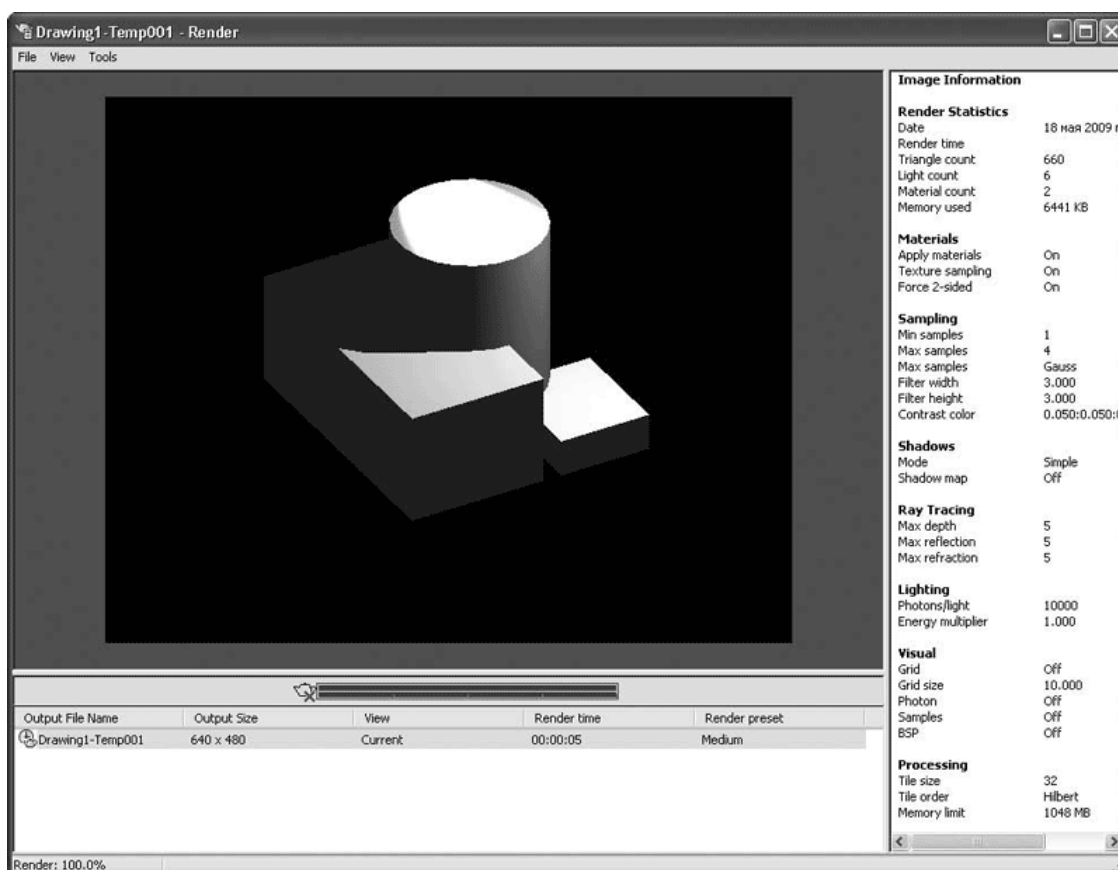 Drawing1-Temp001 - Render
File View Tools
Image Information
Render Statistics
Date 18 мая 2009 г
Render time
Triangle count 660
Light count 6
Material count 2
Memory used 6441 KB
Materials
Apply materials On
Texture sampling On
Force 2-sided On
Sampling
Min samples 1
Max samples 4
Max samples Gauss
Filter width 3.000
Filter height 3.000
Contrast color 0.050:0.050:0
Shadows
Mode Simple
Shadow map Off
Ray Tracing
Max depth 5
Max reflection 5
Max refraction 5
Lighting
Photons/light 10000
Energy multiplier 1.000
Visual
Grid Off
Grid size 10.000
Photon Off
Samples Off
BSP Off
Processing
Tile size 32
Tile order Hilbert
Memory limit 1048 MB
Output File Name Output Size View Render time Render preset
Drawing1-Temp001 640 x 480 Current 00:00:05 Medium
Render: 100.0%